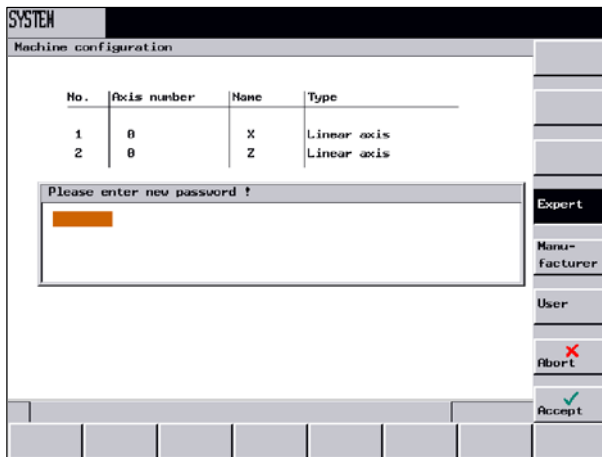 SYSTEM
Machine configuration
No. Axis number Name Type
1 0 X Linear axis
2 0 Z Linear axis
Please enter new password !
Expert
Manu-
facturer
User
Abort
Accept